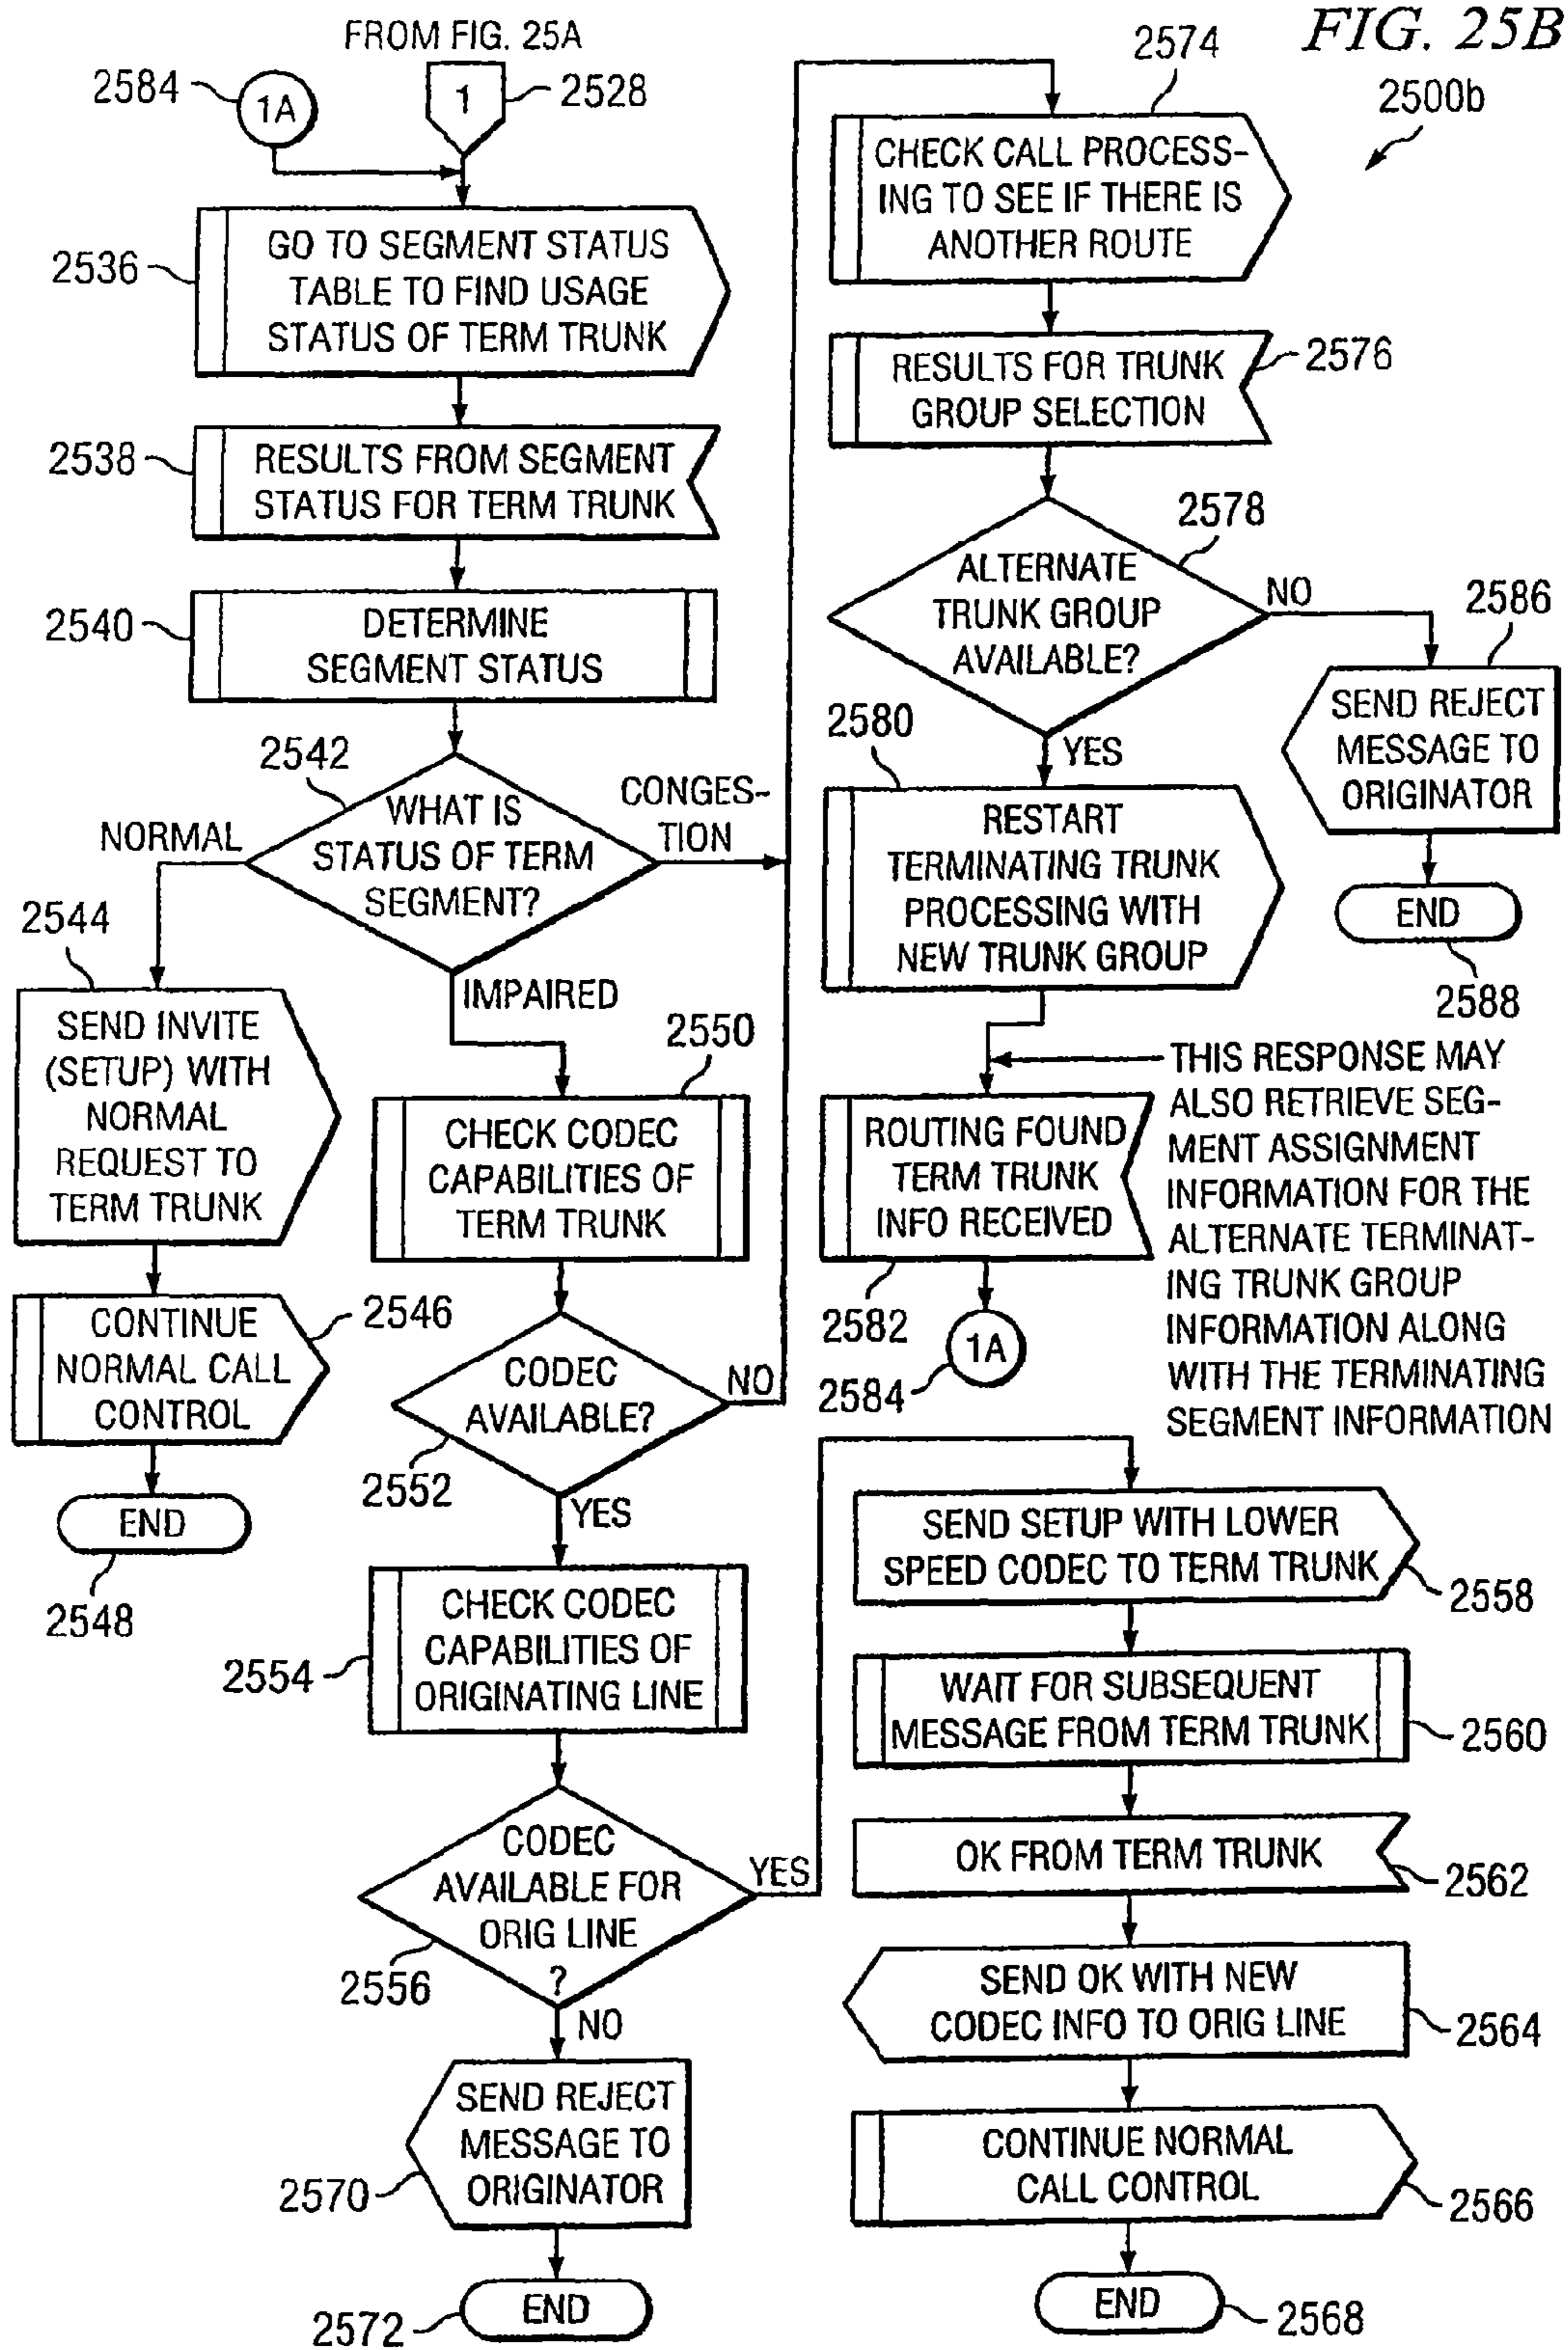 FIG. 25B
2500b
FROM FIG. 25A
2584
1A
1
2528
2536
GO TO SEGMENT STATUS
TABLE TO FIND USAGE
STATUS OF TERM TRUNK
2538
RESULTS FROM SEGMENT
STATUS FOR TERM TRUNK
2540
DETERMINE
SEGMENT STATUS
2542
WHAT IS
STATUS OF TERM
SEGMENT?
NORMAL
CONGES-
TION
IMPAIRED
2544
SEND INVITE
(SETUP) WITH
NORMAL
REQUEST TO
TERM TRUNK
2546
CONTINUE
NORMAL CALL
CONTROL
END
2548
2550
CHECK CODEC
CAPABILITIES OF
TERM TRUNK
CODEC
AVAILABLE?
NO
2552
YES
2554
CHECK CODEC
CAPABILITIES OF
ORIGINATING LINE
CODEC
AVAILABLE FOR
ORIG LINE
?
YES
2556
NO
SEND REJECT
MESSAGE TO
ORIGINATOR
2570
END
2572
2574
CHECK CALL PROCESS-
ING TO SEE IF THERE IS
ANOTHER ROUTE
RESULTS FOR TRUNK
GROUP SELECTION
2576
2578
ALTERNATE
TRUNK GROUP
AVAILABLE?
NO
2586
SEND REJECT
MESSAGE TO
ORIGINATOR
END
2588
YES
2580
RESTART
TERMINATING TRUNK
PROCESSING WITH
NEW TRUNK GROUP
THIS RESPONSE MAY
ALSO RETRIEVE SEG-
MENT ASSIGNMENT
INFORMATION FOR THE
ALTERNATE TERMINAT-
ING TRUNK GROUP
INFORMATION ALONG
WITH THE TERMINATING
SEGMENT INFORMATION
ROUTING FOUND
TERM TRUNK
INFO RECEIVED
2582
1A
2584
SEND SETUP WITH LOWER
SPEED CODEC TO TERM TRUNK
2558
WAIT FOR SUBSEQUENT
MESSAGE FROM TERM TRUNK
2560
OK FROM TERM TRUNK
2562
SEND OK WITH NEW
CODEC INFO TO ORIG LINE
2564
CONTINUE NORMAL
CALL CONTROL
2566
END
2568